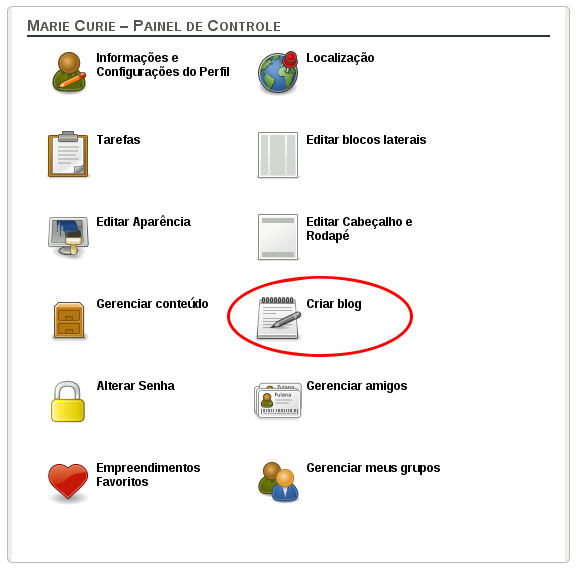 Marie Curie – Painel de Controle
Informações e
Configurações do Perfil
Localização
Tarefas
Editar blocos laterais
Editar Aparência
Editar Cabeçalho e
Rodapé
Gerenciar conteúdo
Criar blog
Alterar Senha
Fulana
Fulana
Gerenciar amigos
Empreendimentos
Favoritos
Gerenciar meus grupos